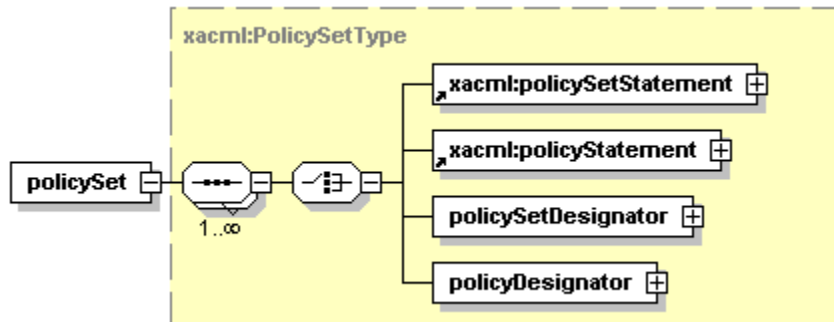 xacml:PolicySetType
xacml:policySetStatement
xacml:policyStatement
policySet
1..∞
policySetDesignator
policyDesignator